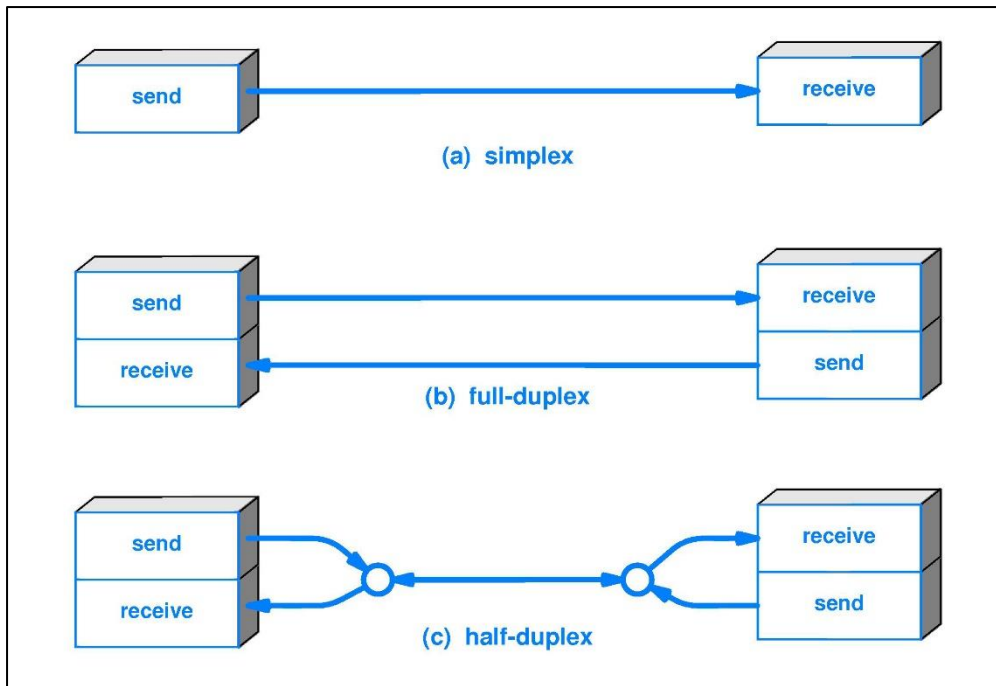 send
receive
(a) simplex
send
receive
receive
send
(b) full-duplex
send
receive
receive
send
(c) half-duplex